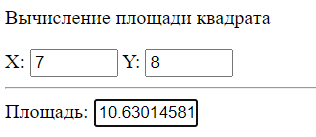 Вычисление площади квадрата
X: 7 Y: 8
Площадь: 10.63014581